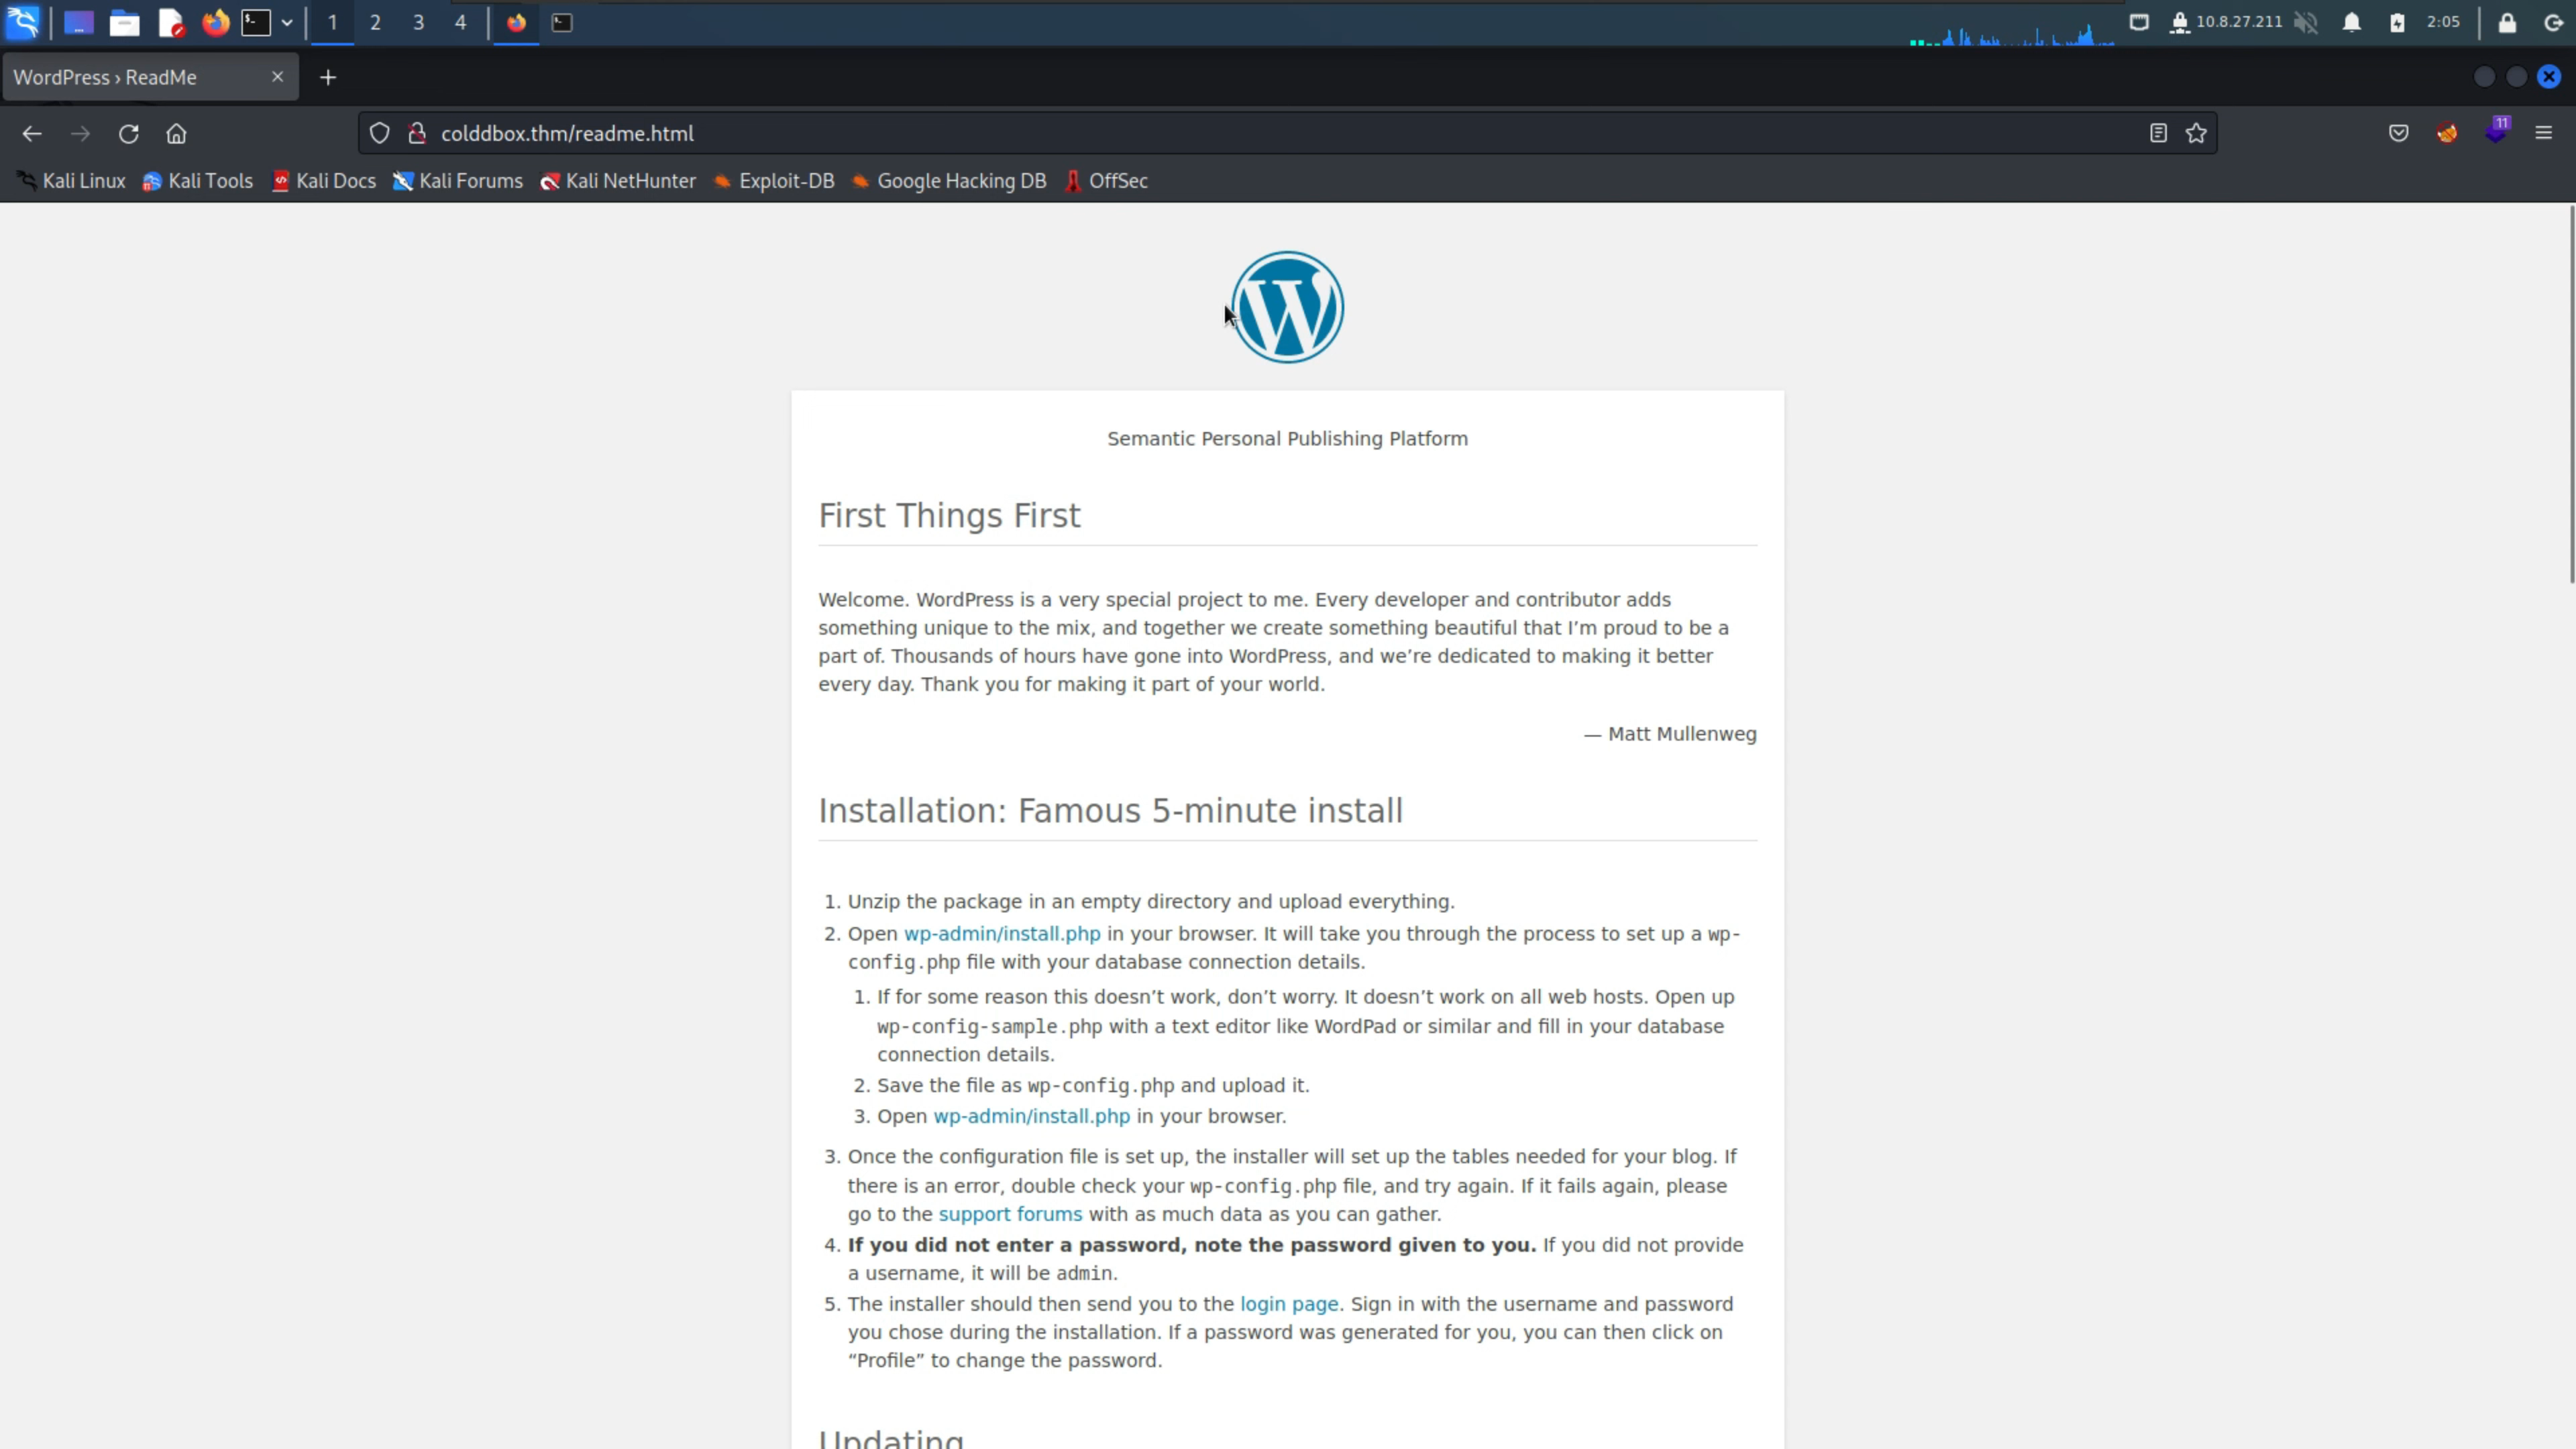 1 2 3 4 10.8.27.211 2:05
WordPress › ReadMe
colddbox.thm/readme.html 11
Kali Linux Kali Tools Kali Docs Kali Forums Kali NetHunter Exploit-DB Google Hacking DB OffSec
Semantic Personal Publishing Platform
First Things First
Welcome. WordPress is a very special project to me. Every developer and contributor adds
something unique to the mix, and together we create something beautiful that I’m proud to be a
part of. Thousands of hours have gone into WordPress, and we’re dedicated to making it better
every day. Thank you for making it part of your world.
— Matt Mullenweg
Installation: Famous 5-minute install
1. Unzip the package in an empty directory and upload everything.
2. Open wp-admin/install.php in your browser. It will take you through the process to set up a wp-
config.php file with your database connection details.
1. If for some reason this doesn’t work, don’t worry. It doesn’t work on all web hosts. Open up
wp-config-sample.php with a text editor like WordPad or similar and fill in your database
connection details.
2. Save the file as wp-config.php and upload it.
3. Open wp-admin/install.php in your browser.
3. Once the configuration file is set up, the installer will set up the tables needed for your blog. If
there is an error, double check your wp-config.php file, and try again. If it fails again, please
go to the support forums with as much data as you can gather.
4. If you did not enter a password, note the password given to you. If you did not provide
a username, it will be admin.
5. The installer should then send you to the login page. Sign in with the username and password
you chose during the installation. If a password was generated for you, you can then click on
“Profile” to change the password.
Updating